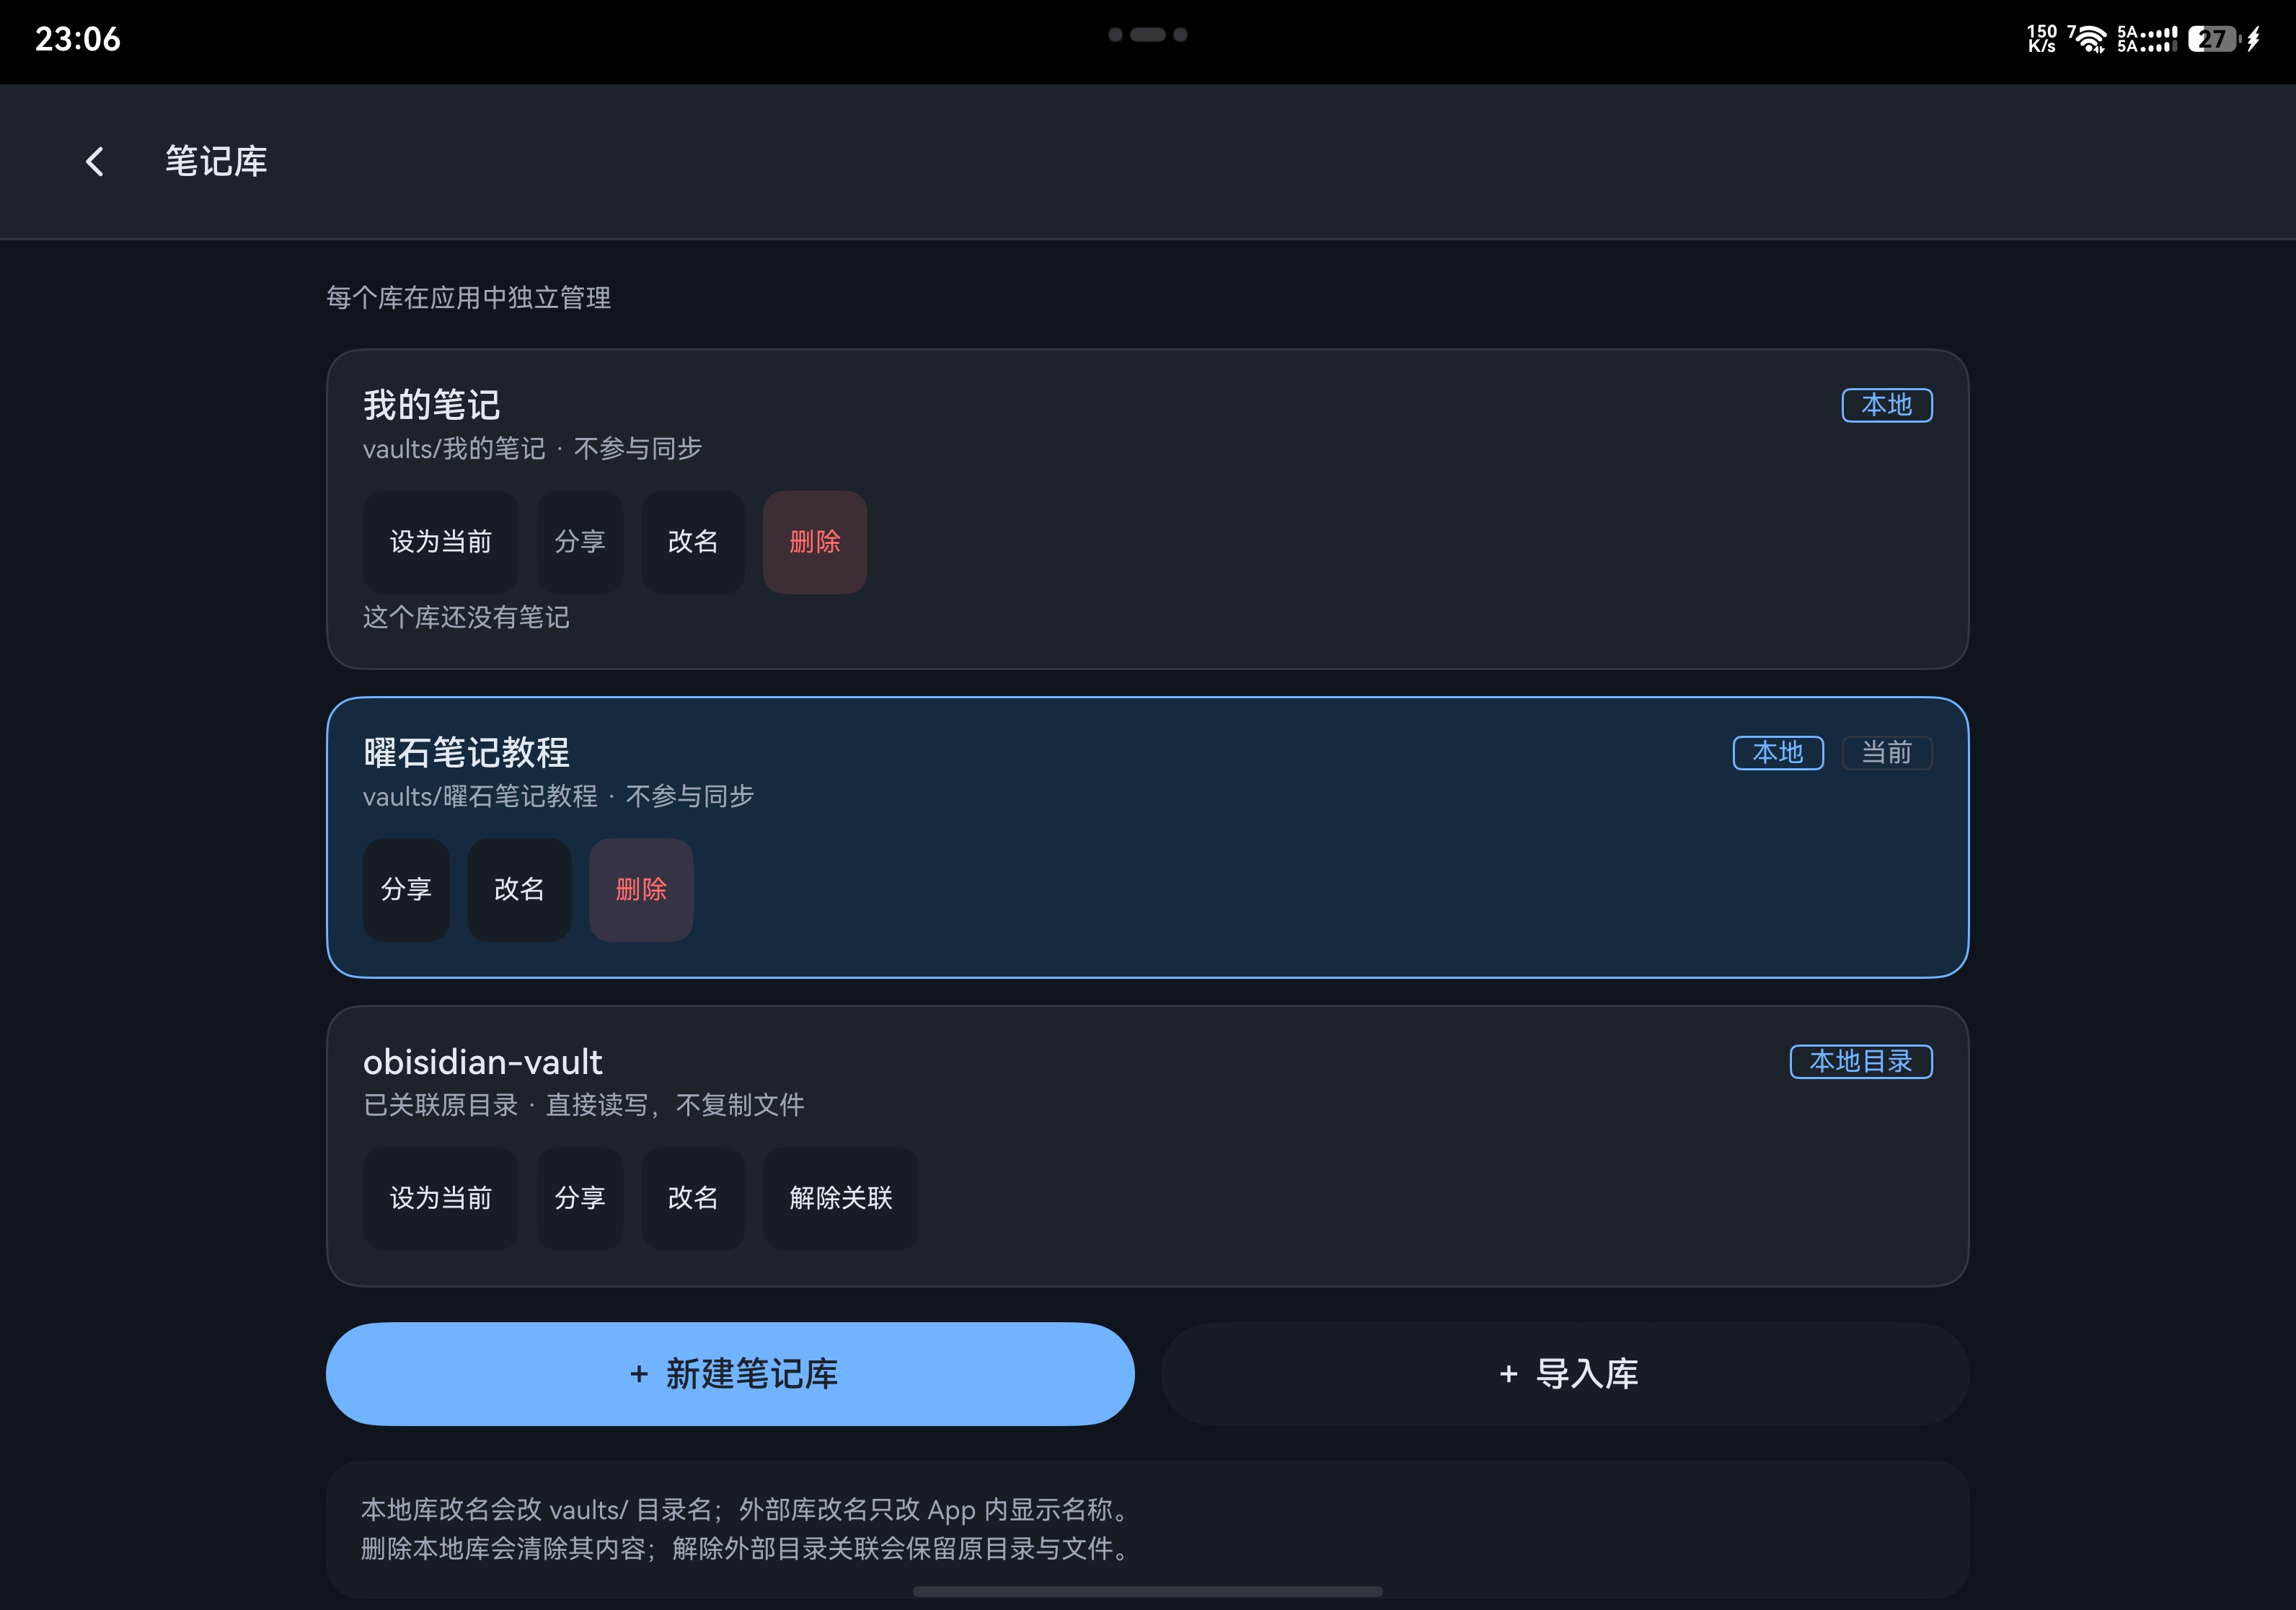 23:06
150 K/s 7 5A 5A 27
笔记库
每个库在应用中独立管理
我的笔记 本地
vaults/我的笔记 · 不参与同步
设为当前 分享 改名 删除
这个库还没有笔记
曜石笔记教程 本地 当前
vaults/曜石笔记教程 · 不参与同步
分享 改名 删除
obisidian-vault 本地目录
已关联原目录 · 直接读写，不复制文件
设为当前 分享 改名 解除关联
+ 新建笔记库 + 导入库
本地库改名会改 vaults/ 目录名；外部库改名只改 App 内显示名称。
删除本地库会清除其内容；解除外部目录关联会保留原目录与文件。